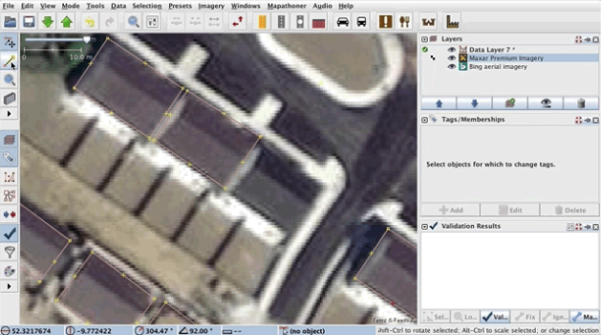 File Edit View Mode Tools Data Selection Presets Imagery Windows Mapathoner Audio Help
10.0 m
Layers
Data Layer 7 *
Maxar Premium Imagery
Bing aerial imagery
Tags/Memberships
Select objects for which to change tags.
Add Edit Delete
Validation Results
Sel... Lo... Val... Fix Ign... Ma...
52.3217674 -9.772422 304.47 ° 92.00 ° -- (no object) hift-Ctrl to rotate selected; Alt-Ctrl to scale selected; or change selection